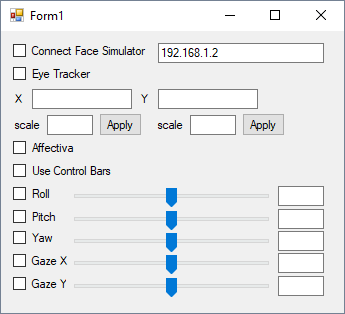 Form1
Connect Face Simulator 192.168.1.2
Eye Tracker
X Y
scale Apply scale Apply
Affectiva
Use Control Bars
Roll
Pitch
Yaw
Gaze X
Gaze Y